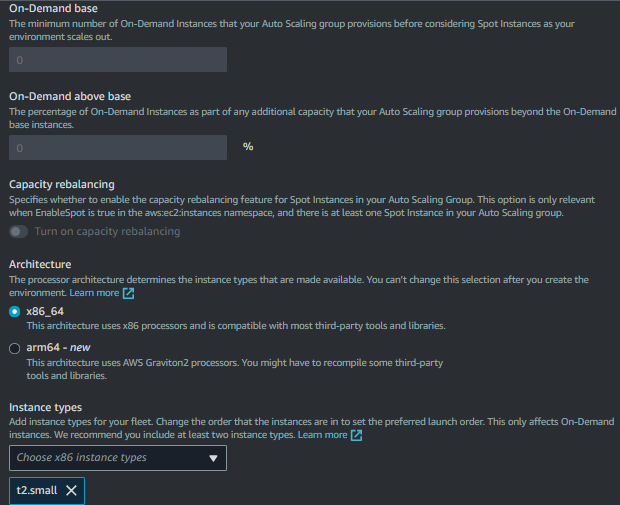 On-Demand base
The minimum number of On-Demand Instances that your Auto Scaling group provisions before considering Spot Instances as your
environment scales out.
0
On-Demand above base
The percentage of On-Demand Instances as part of any additional capacity that your Auto Scaling group provisions beyond the On-Demand
base instances.
0
%
Capacity rebalancing
Specifies whether to enable the capacity rebalancing feature for Spot Instances in your Auto Scaling Group. This option is only relevant
when EnableSpot is true in the aws:ec2:instances namespace, and there is at least one Spot Instance in your Auto Scaling group.
Turn on capacity rebalancing
Architecture
The processor architecture determines the instance types that are made available. You can't change this selection after you create the
environment. Learn more
x86_64
This architecture uses x86 processors and is compatible with most third-party tools and libraries.
arm64 - new
This architecture uses AWS Graviton2 processors. You might have to recompile some third-party
tools and libraries.
Instance types
Add instance types for your fleet. Change the order that the instances are in to set the preferred launch order. This only affects On-Demand
instances. We recommend you include at least two instance types. Learn more
Choose x86 instance types
t2.small